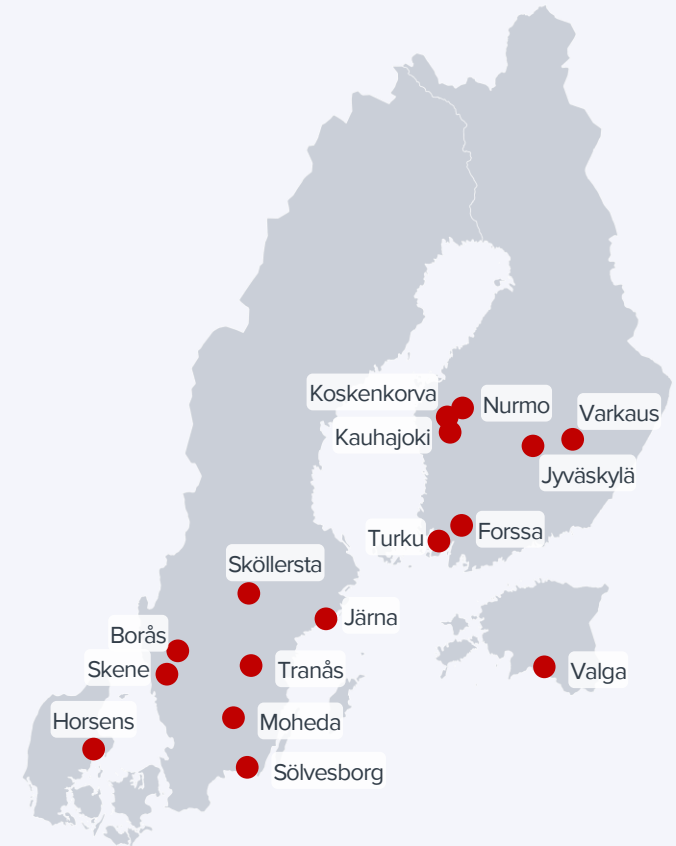 Koskenkorva
Nurmo
Varkaus
Kauhajoki
Jyväskylä
Turku
Forssa
Sköllersta
Järna
Borås
Skene
Tranås
Valga
Horsens
Moheda
Sölvesborg